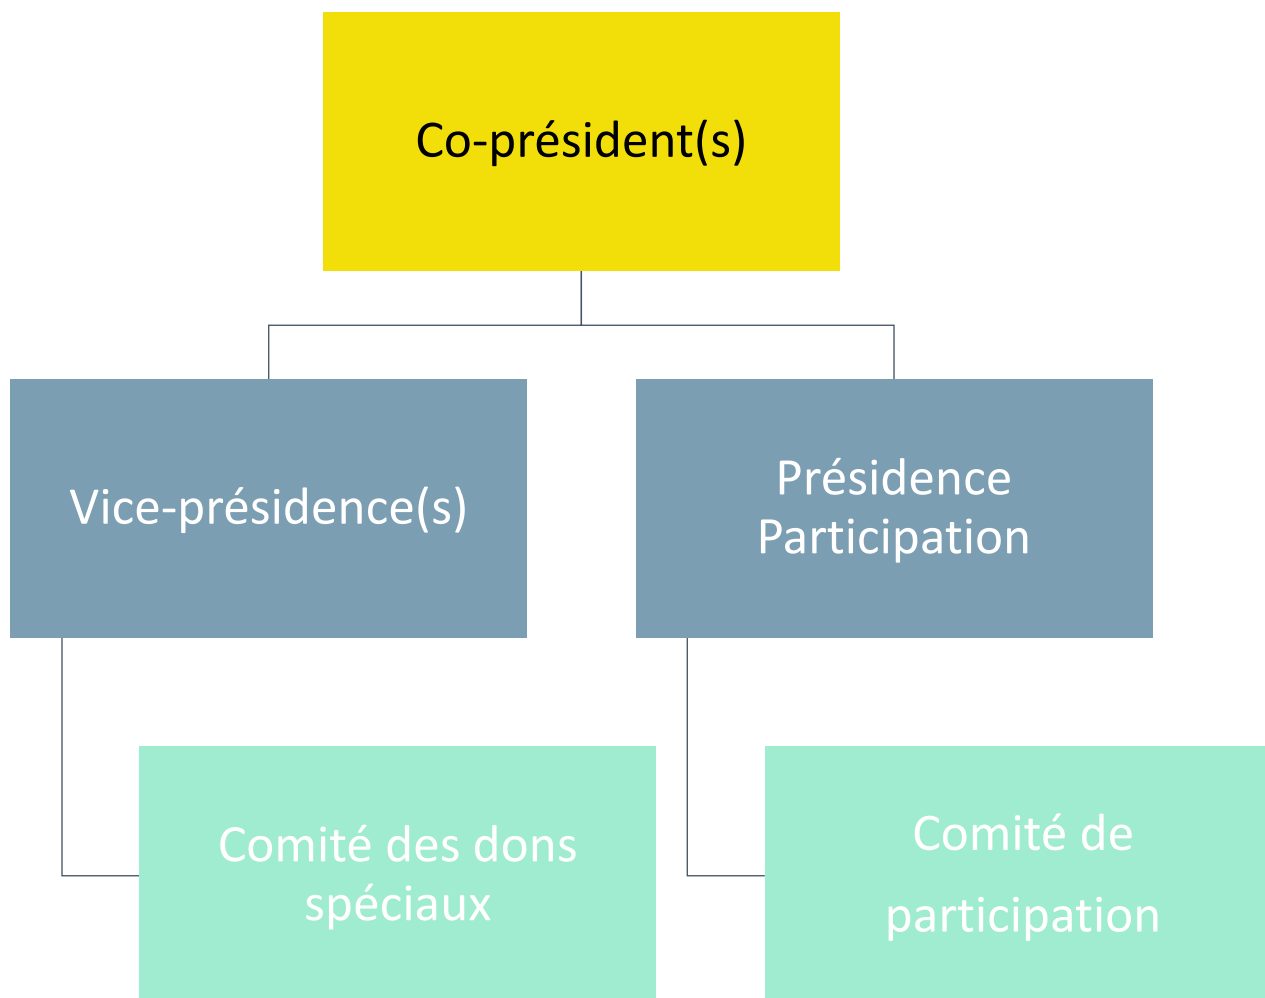 Co-président(s)
Vice-présidence(s)
Présidence
Participation
Comité des dons
spéciaux
Comité de
participation